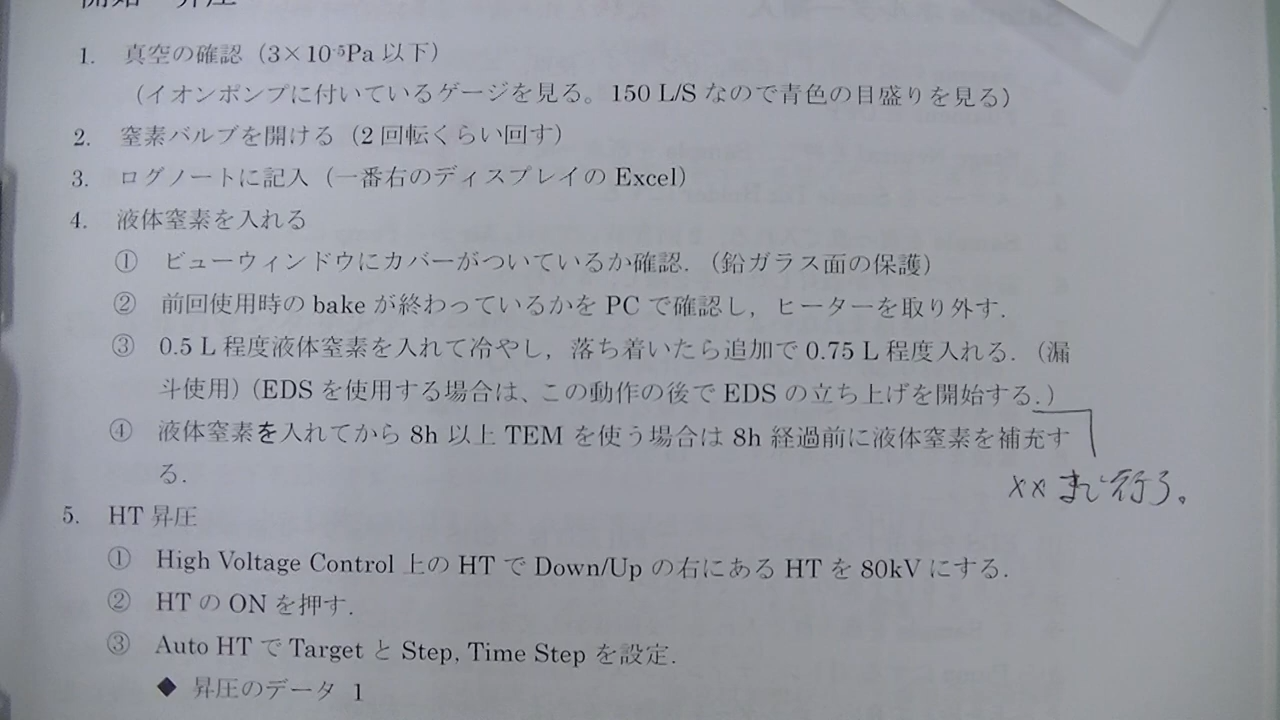 開始 昇圧
1. 真空の確認（3×10⁻⁵Pa 以下）
（イオンポンプに付いているゲージを見る。150 L/S なので青色の目盛りを見る）
2. 窒素バルブを開ける（2 回転くらい回す）
3. ログノートに記入（一番右のディスプレイの Excel）
4. 液体窒素を入れる
① ビューウィンドウにカバーがついているか確認.（鉛ガラス面の保護）
② 前回使用時の bake が終わっているかを PC で確認し，ヒーターを取り外す.
③ 0.5 L 程度液体窒素を入れて冷やし，落ち着いたら追加で 0.75 L 程度入れる.（漏
斗使用）（EDS を使用する場合は、この動作の後で EDS の立ち上げを開始する.）
④ 液体窒素を入れてから 8h 以上 TEM を使う場合は 8h 経過前に液体窒素を補充す
る.
××まで行う。
5. HT 昇圧
① High Voltage Control 上の HT で Down/Up の右にある HT を 80kV にする.
② HT の ON を押す.
③ Auto HT で Target と Step, Time Step を設定.
◆ 昇圧のデータ 1